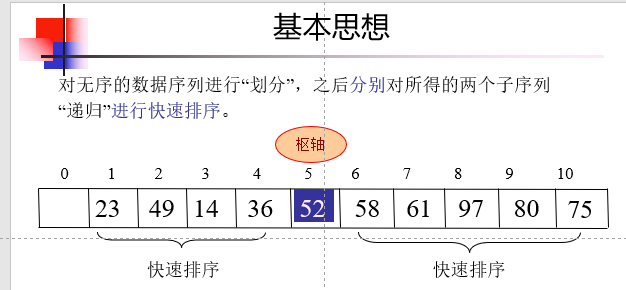 基本思想
对无序的数据序列进行“划分”，之后分别对所得的两个子序列
“递归”进行快速排序。
枢轴
0 1 2 3 4 5 6 7 8 9 10
23 49 14 36 52 58 61 97 80 75
快速排序 快速排序